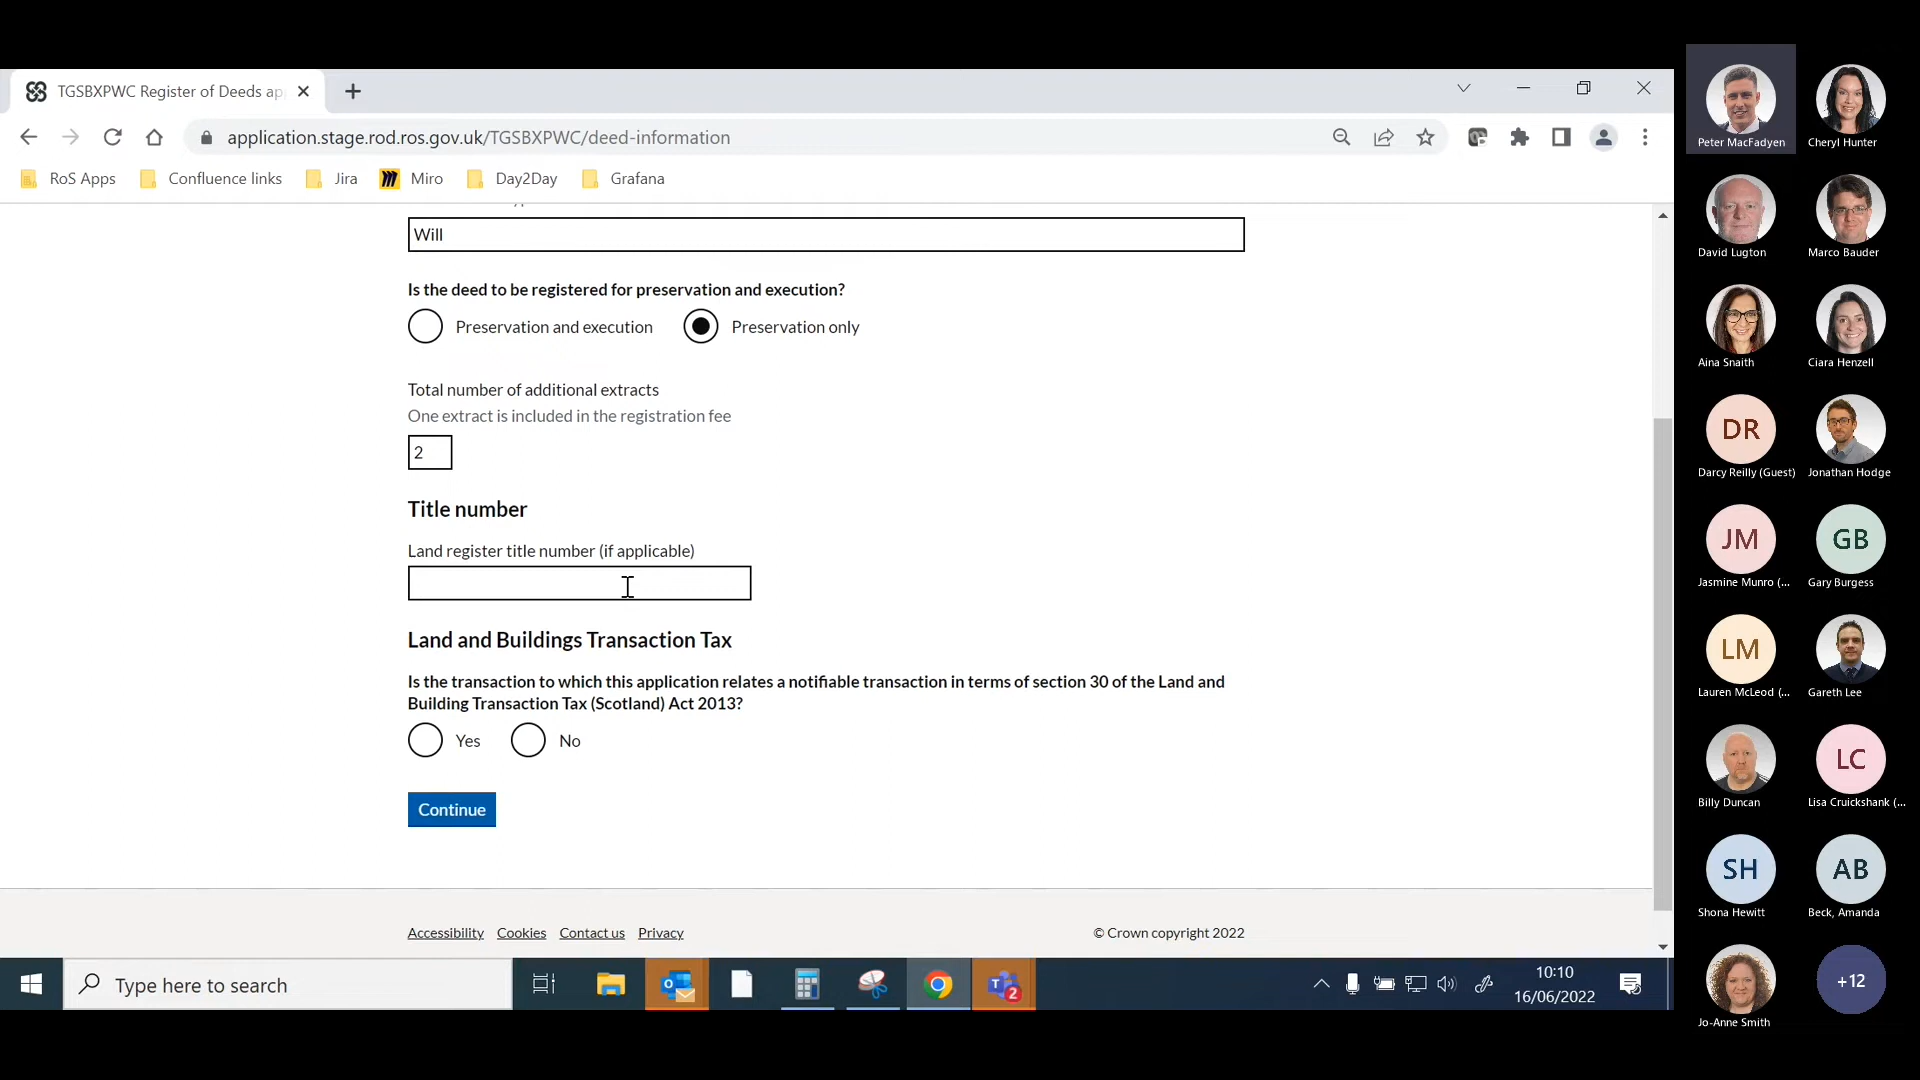 TGSBXPWC Register of Deeds ap
application.stage.rod.ros.gov.uk/TGSBXPWC/deed-information
RoS Apps
Confluence links
Jira
Miro
Day2Day
Grafana
Will
Is the deed to be registered for preservation and execution?
Preservation and execution
Preservation only
Total number of additional extracts
One extract is included in the registration fee
2
Title number
Land register title number (if applicable)
Land and Buildings Transaction Tax
Is the transaction to which this application relates a notifiable transaction in terms of section 30 of the Land and
Building Transaction Tax (Scotland) Act 2013?
Yes
No
Continue
Accessibility
Cookies
Contact us
Privacy
© Crown copyright 2022
Type here to search
2
10:10
16/06/2022
Peter MacFadyen
Cheryl Hunter
David Lugton
Marco Bauder
Aina Snaith
Ciara Henzell
DR
Darcy Reilly (Guest)
Jonathan Hodge
JM
Jasmine Munro (...
GB
Gary Burgess
LM
Lauren McLeod (...
Gareth Lee
Billy Duncan
LC
Lisa Cruickshank (...
SH
Shona Hewitt
AB
Beck, Amanda
Jo-Anne Smith
+12